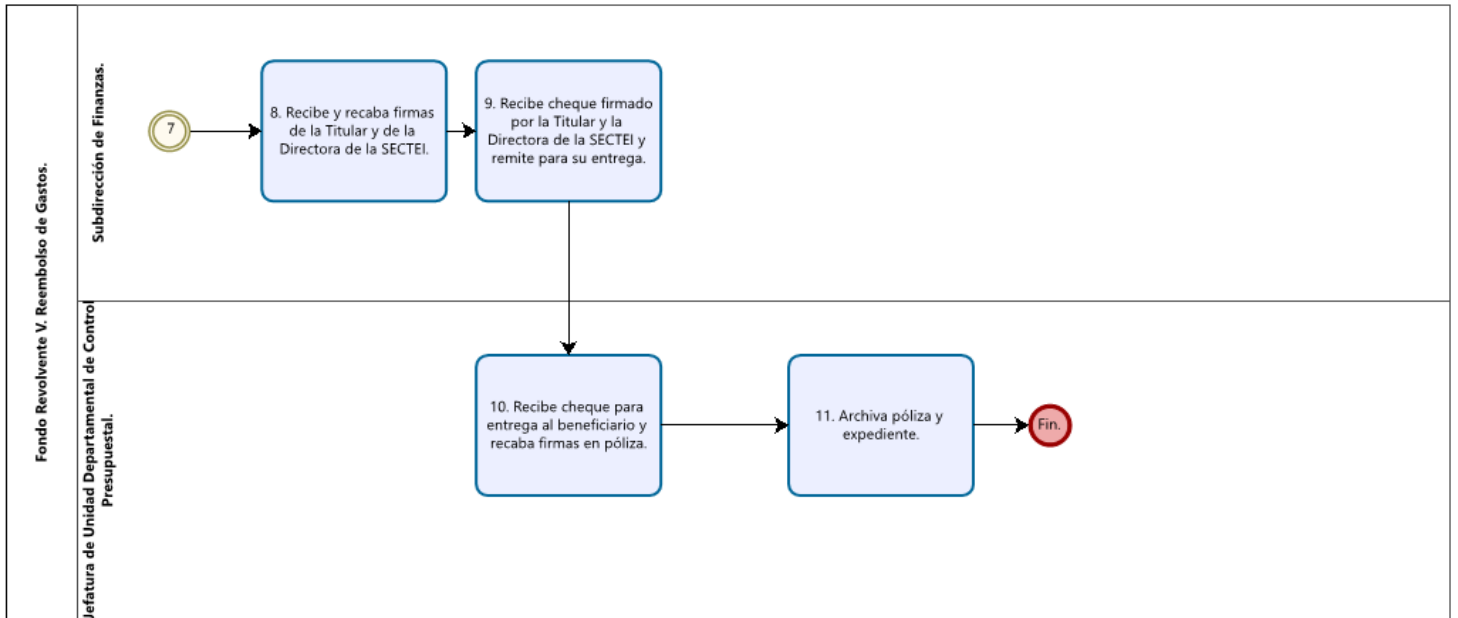 Fondo Revolvente V. Reembolso de Gastos.
Subdirección de Finanzas.
7
8. Recibe y recaba firmas
de la Titular y de la
Directora de la SECTEI.
9. Recibe cheque firmado
por la Titular y la
Directora de la SECTEI y
remite para su entrega.
Jefatura de Unidad Departamental de Control
Presupuestal.
10. Recibe cheque para
entrega al beneficiario y
recaba firmas en póliza.
11. Archiva póliza y
expediente.
Fin.